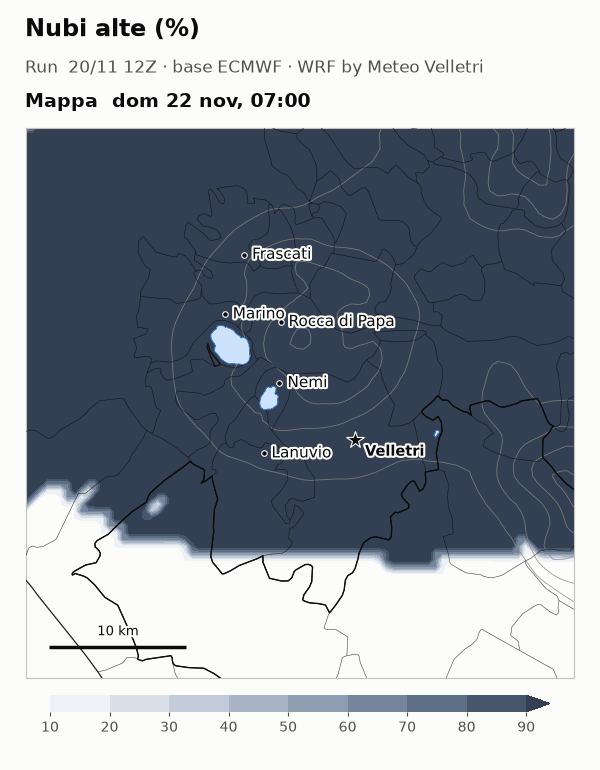 Nubi alte (%)
Run  20/11 12Z · base ECMWF · WRF by Meteo Velletri
Mappa  dom 22 nov, 07:00
Frascati
Marino
Rocca di Papa
Nemi
Velletri
Lanuvio
10 km
10 20 30 40 50 60 70 80 90